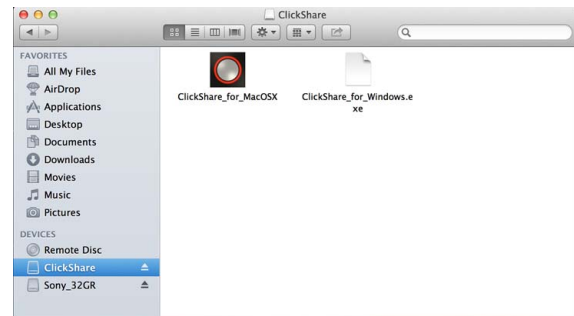 ClickShare
FAVORITES
All My Files
AirDrop
Applications
Desktop
Documents
Downloads
Movies
Music
Pictures
DEVICES
Remote Disc
ClickShare
Sony_32GR
ClickShare_for_MacOSX
ClickShare_for_Windows.e
xe